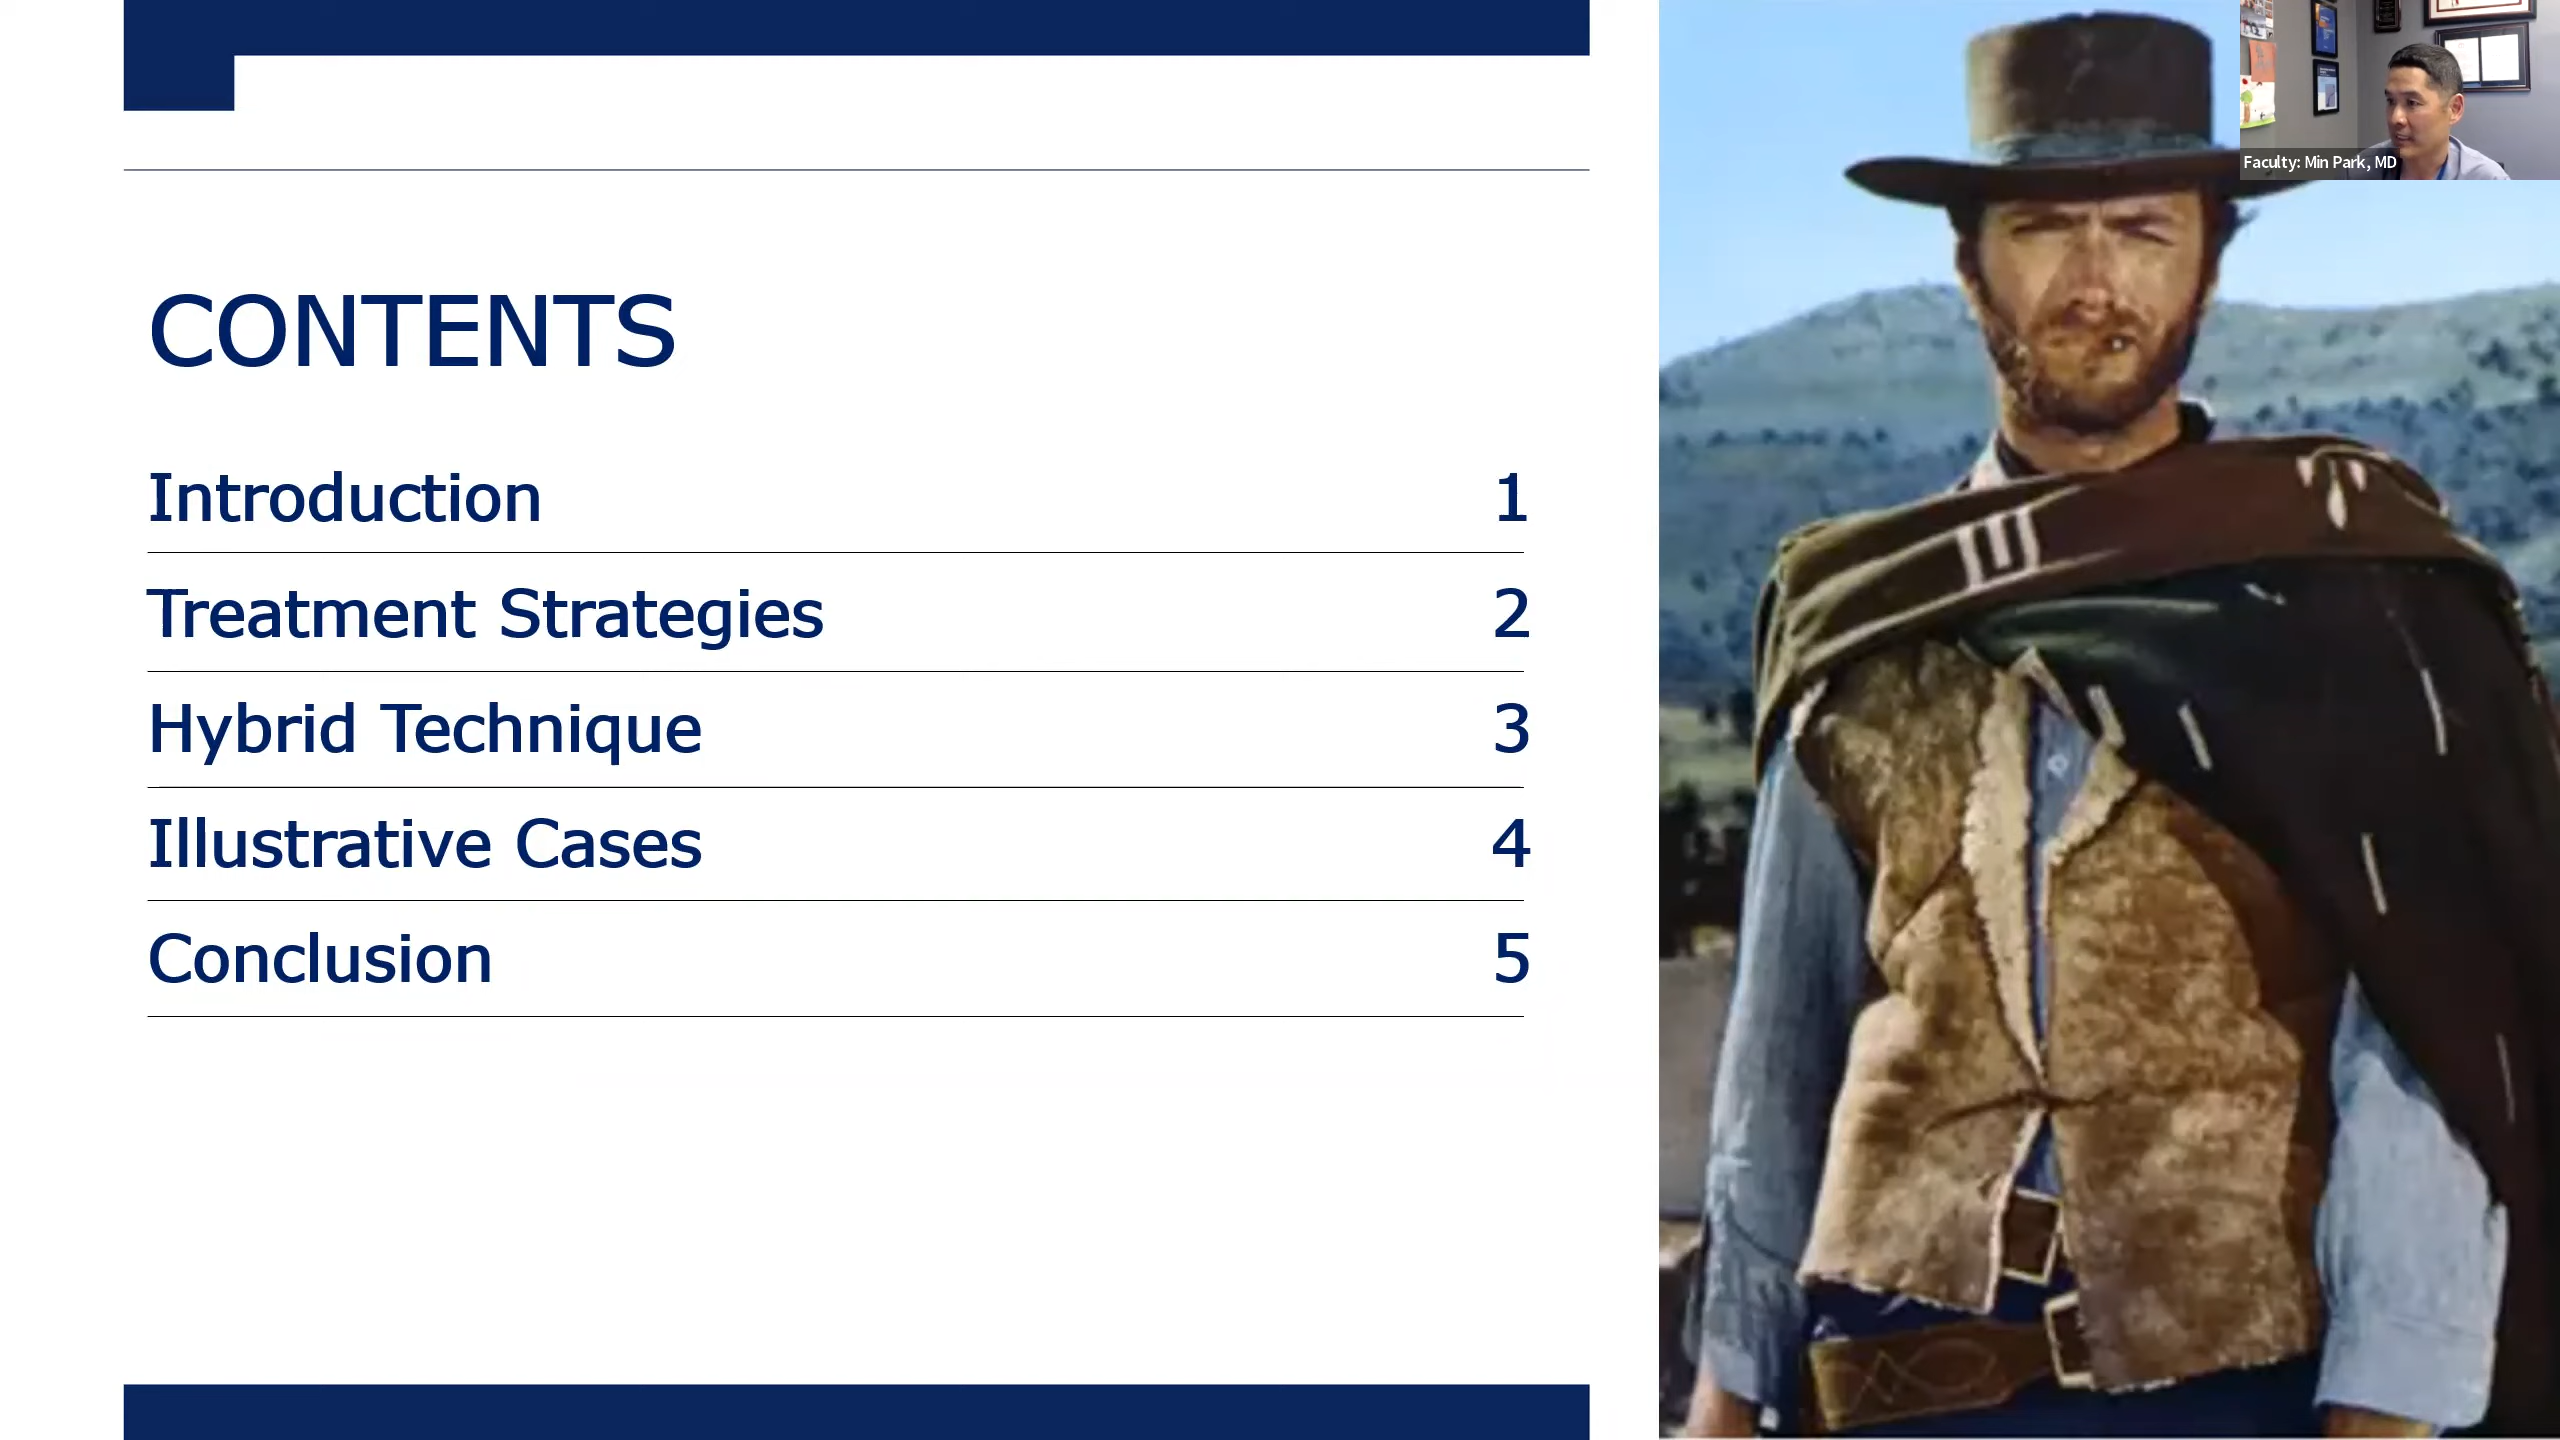 Faculty: Min Park, MD
CONTENTS
Introduction 1
Treatment Strategies 2
Hybrid Technique 3
Illustrative Cases 4
Conclusion 5